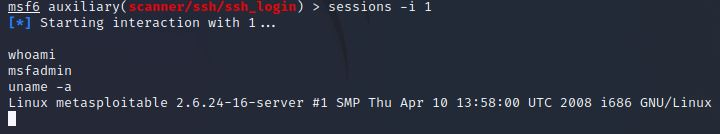 msf6 auxiliary(scanner/ssh/ssh_login) > sessions -i 1
[*] Starting interaction with 1...
whoami
msfadmin
uname -a
Linux metasploitable 2.6.24-16-server #1 SMP Thu Apr 10 13:58:00 UTC 2008 i686 GNU/Linux